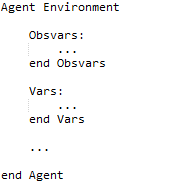 Agent Environment
Obsvars:
...
end Obsvars
Vars:
...
end Vars
...
end Agent